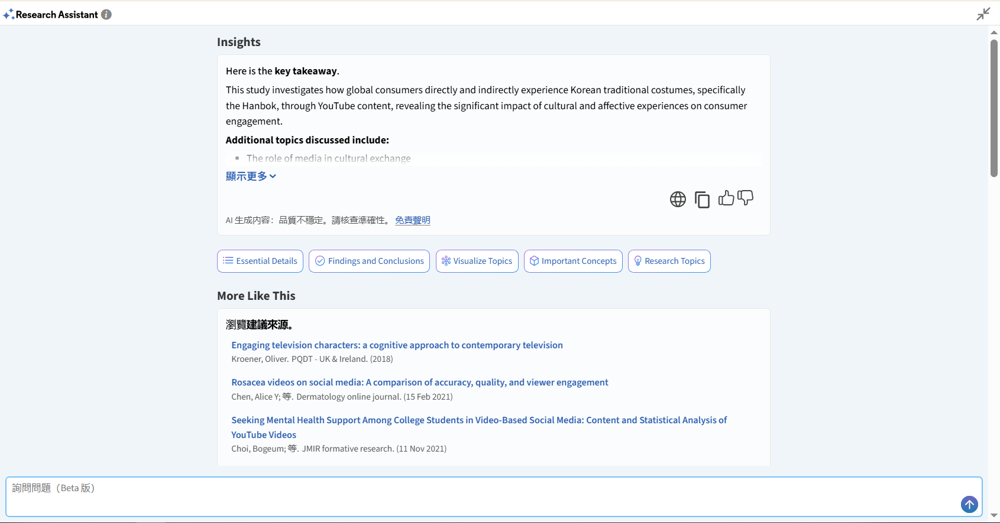 Research Assistant
Insights
Here is the key takeaway.
This study investigates how global consumers directly and indirectly experience Korean traditional costumes, specifically
the Hanbok, through YouTube content, revealing the significant impact of cultural and affective experiences on consumer
engagement.
Additional topics discussed include:
The role of media in cultural exchange
顯示更多
AI 生成內容：品質不穩定。請核查準確性。 免責聲明
Essential Details
Findings and Conclusions
Visualize Topics
Important Concepts
Research Topics
More Like This
瀏覽建議來源。
Engaging television characters: a cognitive approach to contemporary television
Kroener, Oliver. PQDT - UK & Ireland. (2018)
Rosacea videos on social media: A comparison of accuracy, quality, and viewer engagement
Chen, Alice Y; 等. Dermatology online journal. (15 Feb 2021)
Seeking Mental Health Support Among College Students in Video-Based Social Media: Content and Statistical Analysis of
YouTube Videos
Choi, Bogeum; 等. JMIR formative research. (11 Nov 2021)
詢問問題（Beta 版）